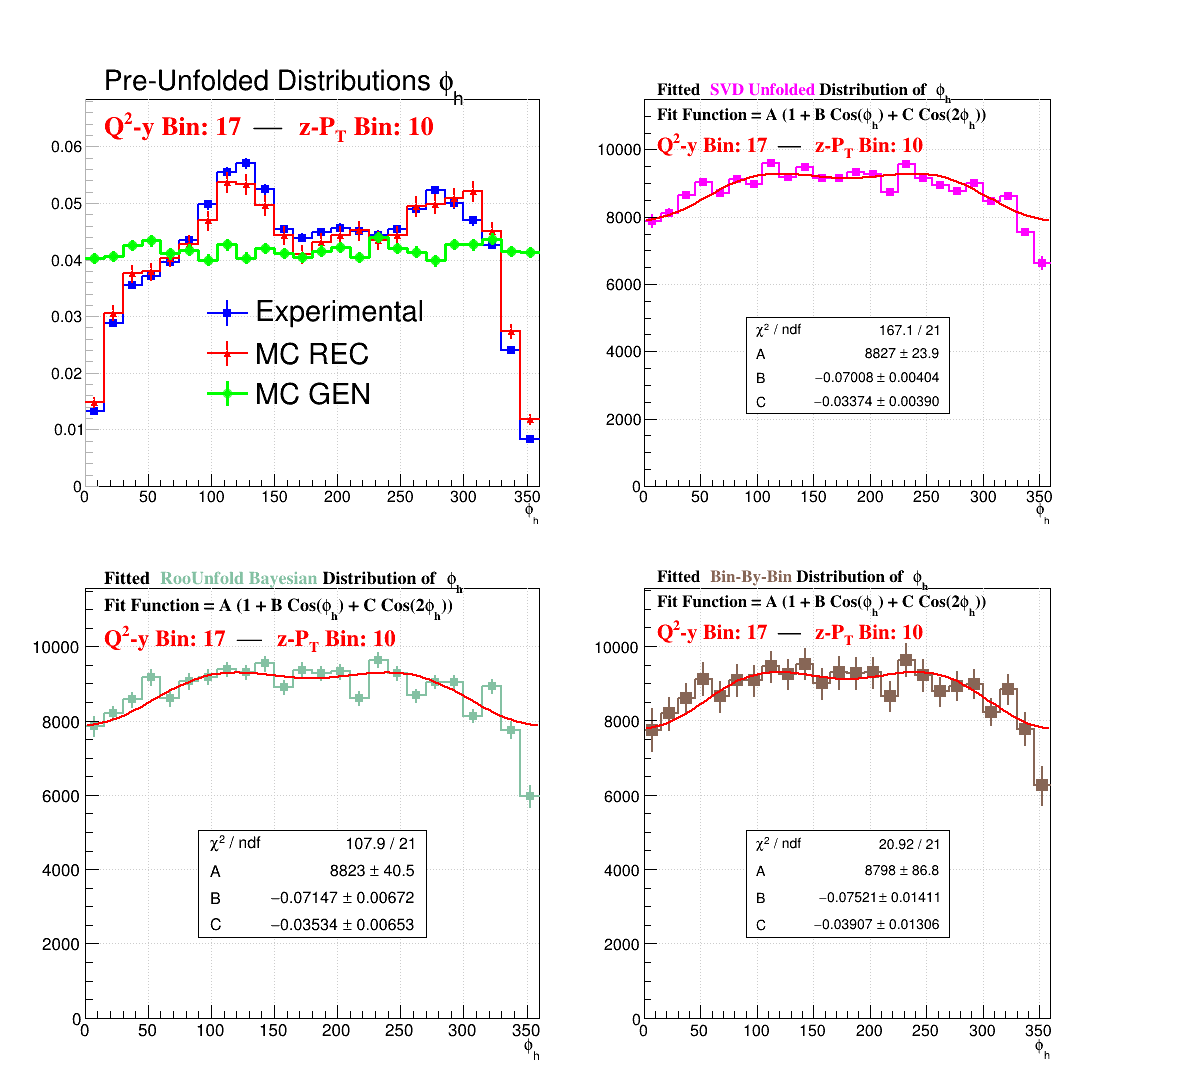 Pre-Unfolded Distributions ϕh
Q²-y Bin: 17 — z-PT Bin: 10
0.06
0.05
0.04
0.03
0.02
0.01
0
Experimental
MC REC
MC GEN
0 50 100 150 200 250 300 350
ϕh
Fitted SVD Unfolded Distribution of ϕh
Fit Function = A (1 + B Cos(ϕh) + C Cos(2ϕh))
Q²-y Bin: 17 — z-PT Bin: 10
10000
8000
6000
4000
2000
0
χ² / ndf 167.1 / 21
A 8827 ± 23.9
B −0.07008 ± 0.00404
C −0.03374 ± 0.00390
0 50 100 150 200 250 300 350
ϕh
Fitted RooUnfold Bayesian Distribution of ϕh
Fit Function = A (1 + B Cos(ϕh) + C Cos(2ϕh))
Q²-y Bin: 17 — z-PT Bin: 10
10000
8000
6000
4000
2000
0
χ² / ndf 107.9 / 21
A 8823 ± 40.5
B −0.07147 ± 0.00672
C −0.03534 ± 0.00653
0 50 100 150 200 250 300 350
ϕh
Fitted Bin-By-Bin Distribution of ϕh
Fit Function = A (1 + B Cos(ϕh) + C Cos(2ϕh))
Q²-y Bin: 17 — z-PT Bin: 10
10000
8000
6000
4000
2000
0
χ² / ndf 20.92 / 21
A 8798 ± 86.8
B −0.07521 ± 0.01411
C −0.03907 ± 0.01306
0 50 100 150 200 250 300 350
ϕh